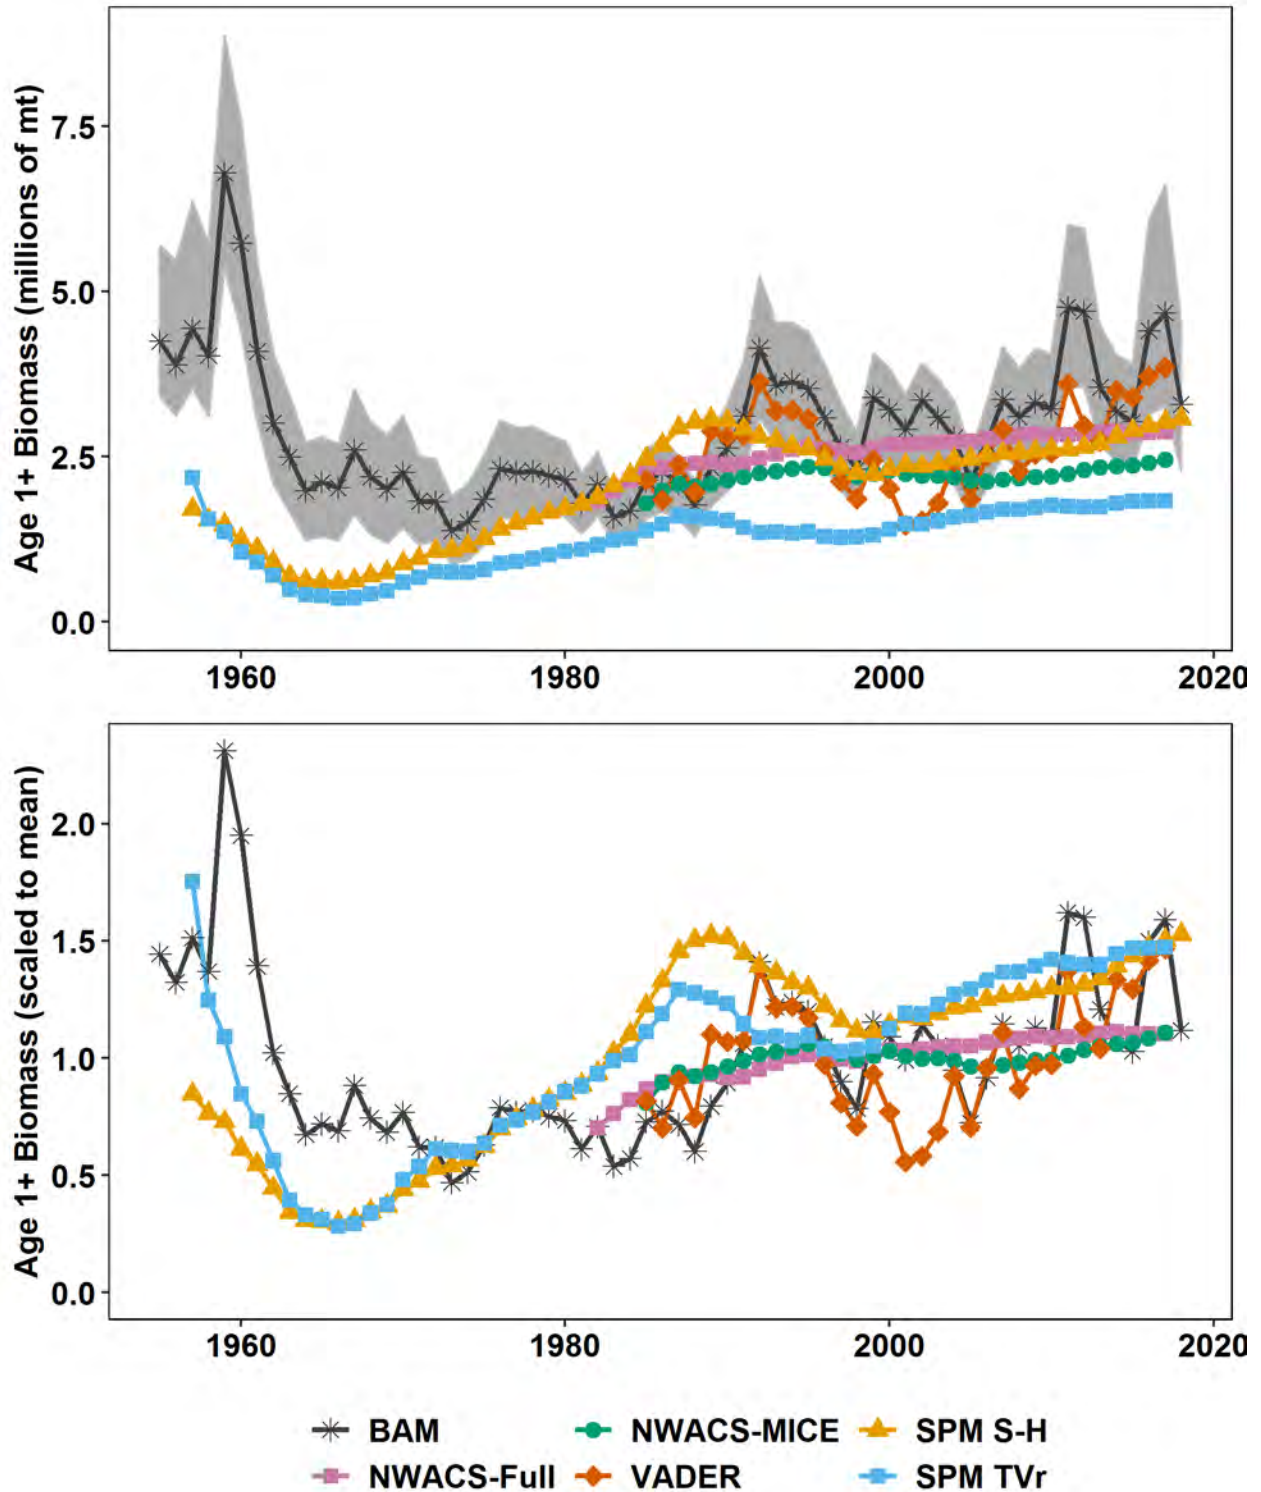 Age 1+ Biomass (millions of mt)
7.5
5.0
2.5
0.0
1960 1980 2000 2020
Age 1+ Biomass (scaled to mean)
2.0
1.5
1.0
0.5
0.0
1960 1980 2000 2020
BAM NWACS-MICE SPM S-H
NWACS-Full VADER SPM TVr